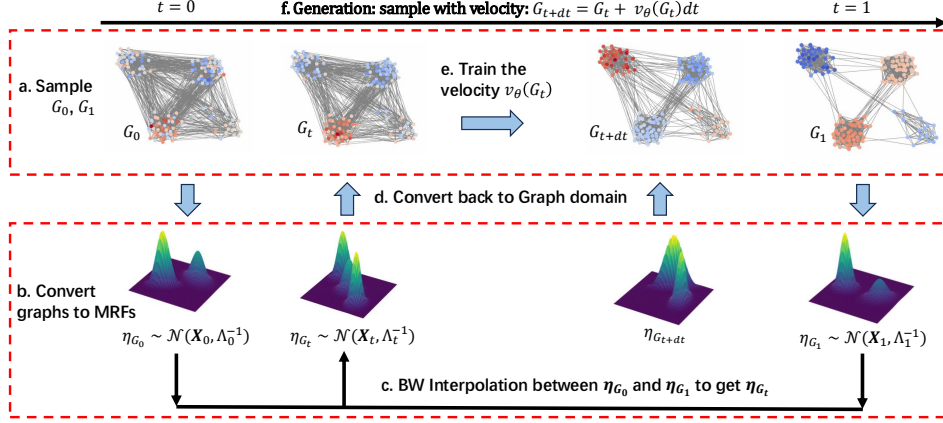 t = 0
f. Generation: sample with velocity: G_{t+dt} = G_t + v_θ(G_t)dt
t = 1
a. Sample
G_0, G_1
e. Train the
velocity v_θ(G_t)
G_0
G_t
G_{t+dt}
G_1
d. Convert back to Graph domain
b. Convert
graphs to MRFs
η_{G_0} ~ 𝒩(X_0, Λ_0^{-1})
η_{G_t} ~ 𝒩(X_t, Λ_t^{-1})
η_{G_{t+dt}}
η_{G_1} ~ 𝒩(X_1, Λ_1^{-1})
c. BW Interpolation between η_{G_0} and η_{G_1} to get η_{G_t}